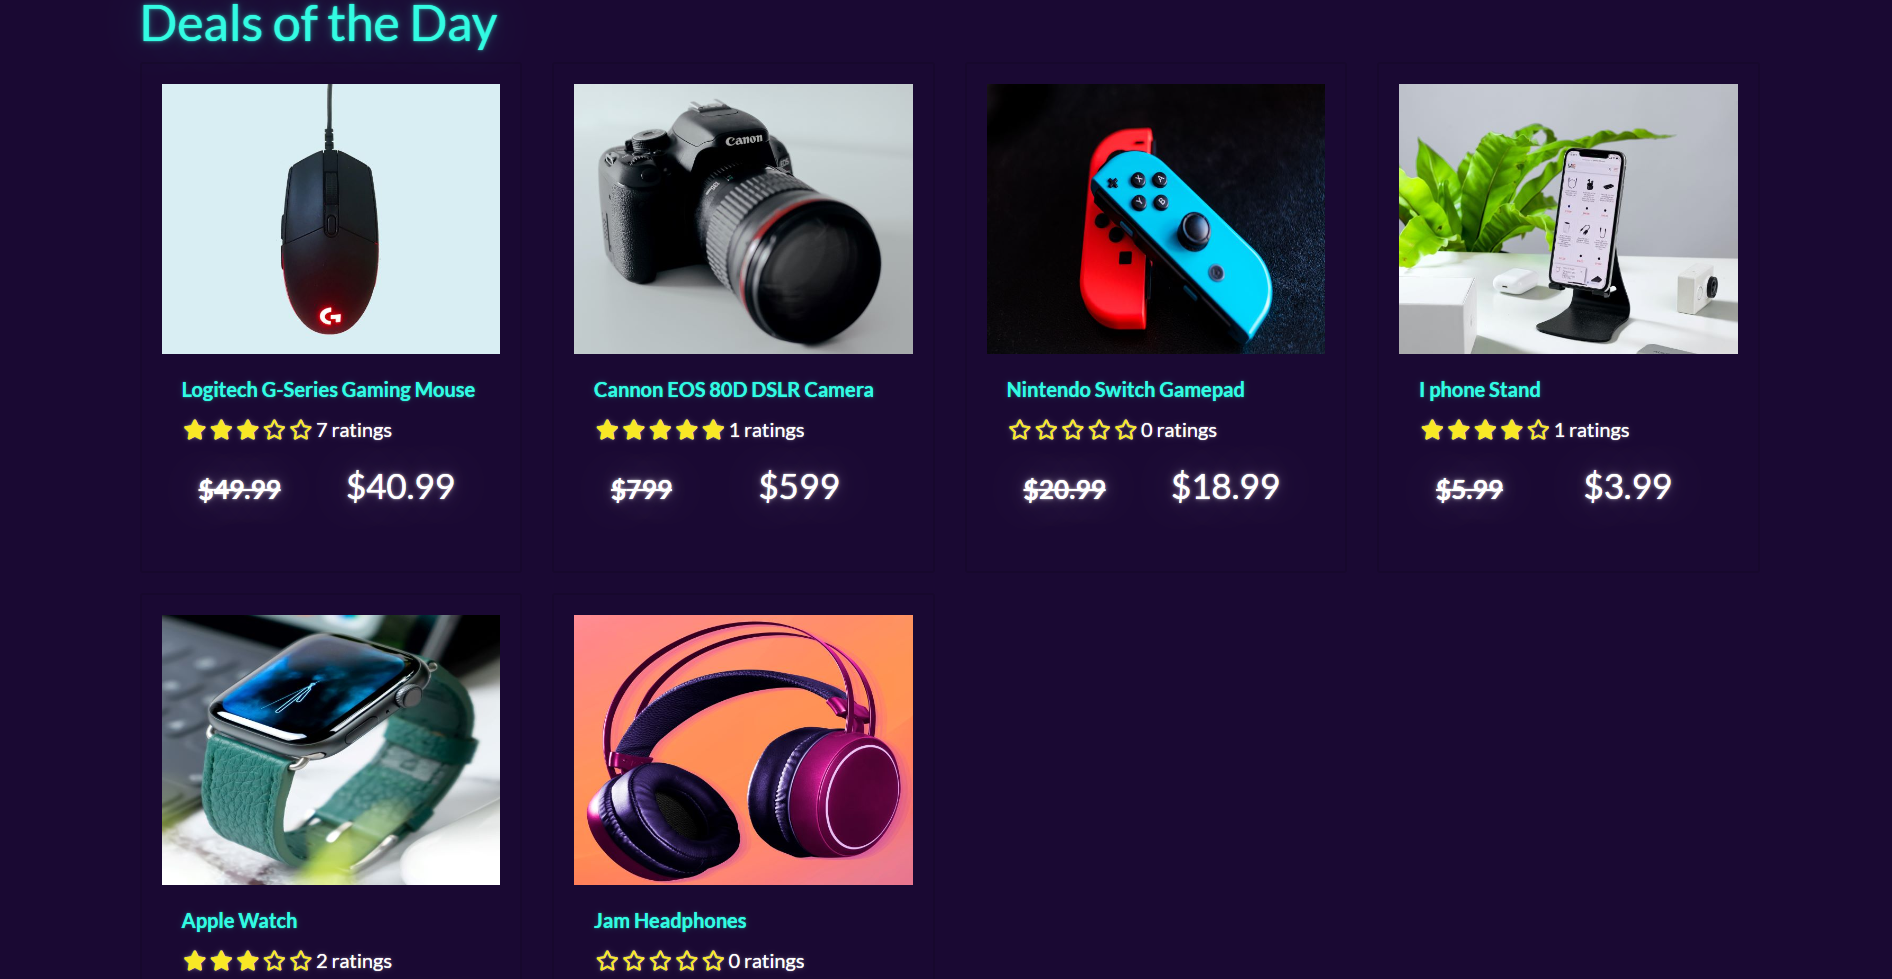 Deals of the Day
Canon
X
A
Y
B
G
Logitech G-Series Gaming Mouse
Cannon EOS 80D DSLR Camera
Nintendo Switch Gamepad
I phone Stand
7 ratings
1 ratings
0 ratings
1 ratings
$49.99 $40.99
$799 $599
$20.99 $18.99
$5.99 $3.99
Apple Watch
Jam Headphones
2 ratings
0 ratings